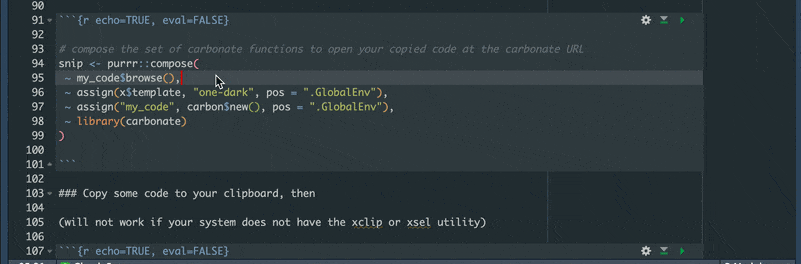 90
91 ```{r echo=TRUE, eval=FALSE}
92
93 # compose the set of carbonate functions to open your copied code at the carbonate URL
94 snip <- purrr::compose(
95 ~ my_code$browse(),
96 ~ assign(x$template, "one-dark", pos = ".GlobalEnv"),
97 ~ assign("my_code", carbon$new(), pos = ".GlobalEnv"),
98 ~ library(carbonate)
99 )
100
101 ```
102
103 ### Copy some code to your clipboard, then
104
105 (will not work if your system does not have the xclip or xsel utility)
106
107 ```{r echo=TRUE, eval=FALSE}